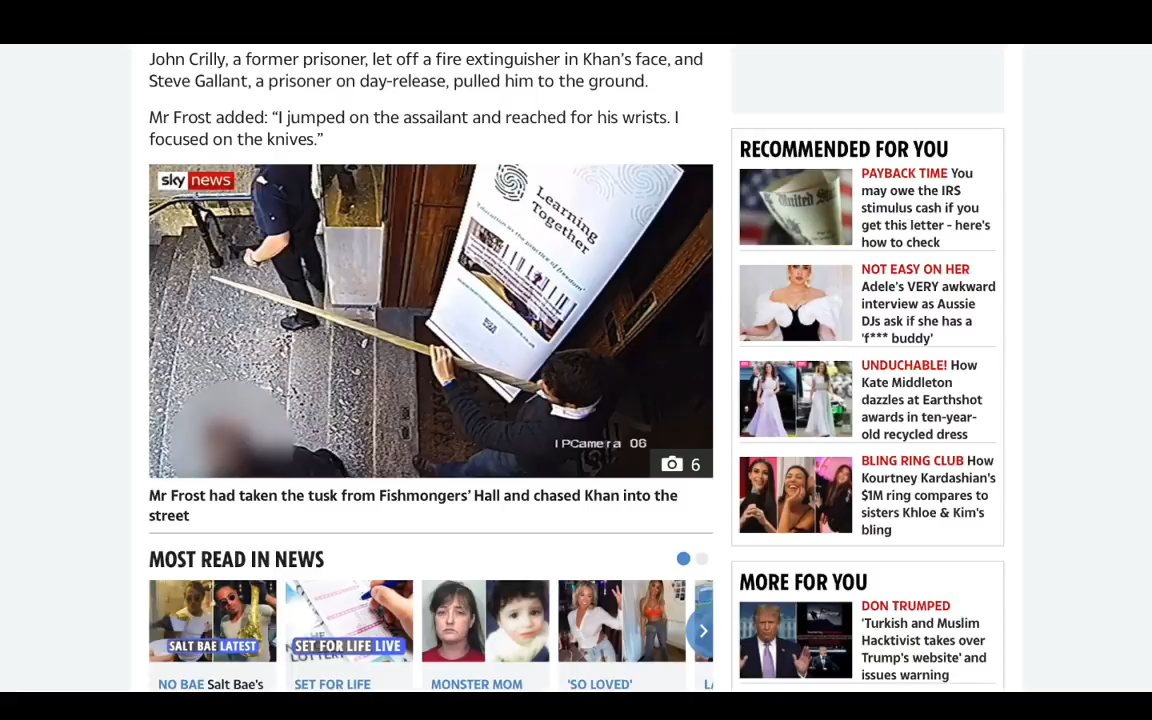 John Crilly, a former prisoner, let off a fire extinguisher in Khan's face, and
Steve Gallant, a prisoner on day-release, pulled him to the ground.
Mr Frost added: “I jumped on the assailant and reached for his wrists. I
focused on the knives.”
sky news
Learning
Together
'Education as the practice of freedom'
IPCamera 06
6
Mr Frost had taken the tusk from Fishmongers' Hall and chased Khan into the
street
MOST READ IN NEWS
SALT BAE LATEST
NO BAE Salt Bae's
SET FOR LIFE LIVE
SET FOR LIFE
MONSTER MOM
'SO LOVED'
RECOMMENDED FOR YOU
United St
PAYBACK TIME You
may owe the IRS
stimulus cash if you
get this letter - here's
how to check
NOT EASY ON HER
Adele's VERY awkward
interview as Aussie
DJs ask if she has a
'f*** buddy'
UNDUCHABLE! How
Kate Middleton
dazzles at Earthshot
awards in ten-year-
old recycled dress
BLING RING CLUB How
Kourtney Kardashian's
$1M ring compares to
sisters Khloe & Kim's
bling
MORE FOR YOU
DON TRUMPED
'Turkish and Muslim
Hacktivist takes over
Trump's website' and
issues warning